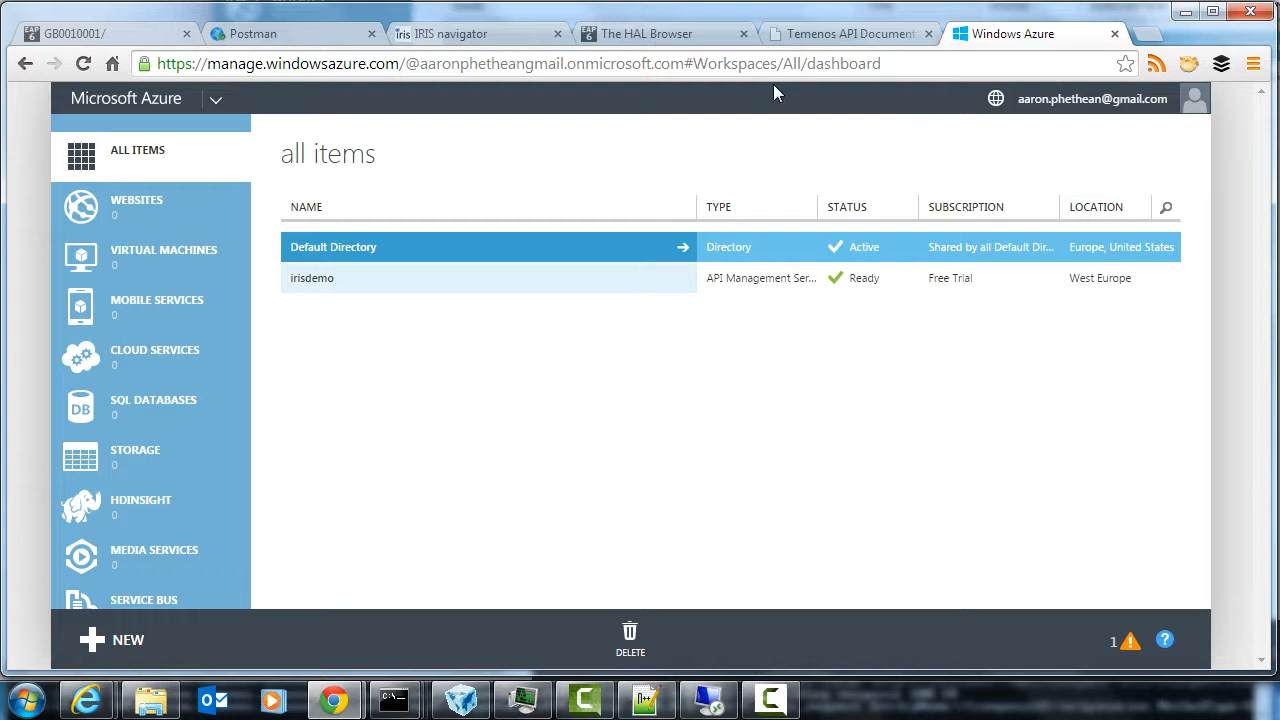 GB0010001/
Postman
IRIS navigator
The HAL Browser
Temenos API Document
Windows Azure
https://manage.windowsazure.com/@aaronphetheangmail.onmicrosoft.com#Workspaces/All/dashboard
Microsoft Azure
aaron.phethean@gmail.com
ALL ITEMS
WEBSITES
0
VIRTUAL MACHINES
0
MOBILE SERVICES
0
CLOUD SERVICES
0
DB
SQL DATABASES
0
STORAGE
0
HDINSIGHT
0
MEDIA SERVICES
0
SERVICE BUS
all items
NAME TYPE STATUS SUBSCRIPTION LOCATION
Default Directory Directory Active Shared by all Default Dir... Europe, United States
irisdemo API Management Ser... Ready Free Trial West Europe
NEW
DELETE
1
?